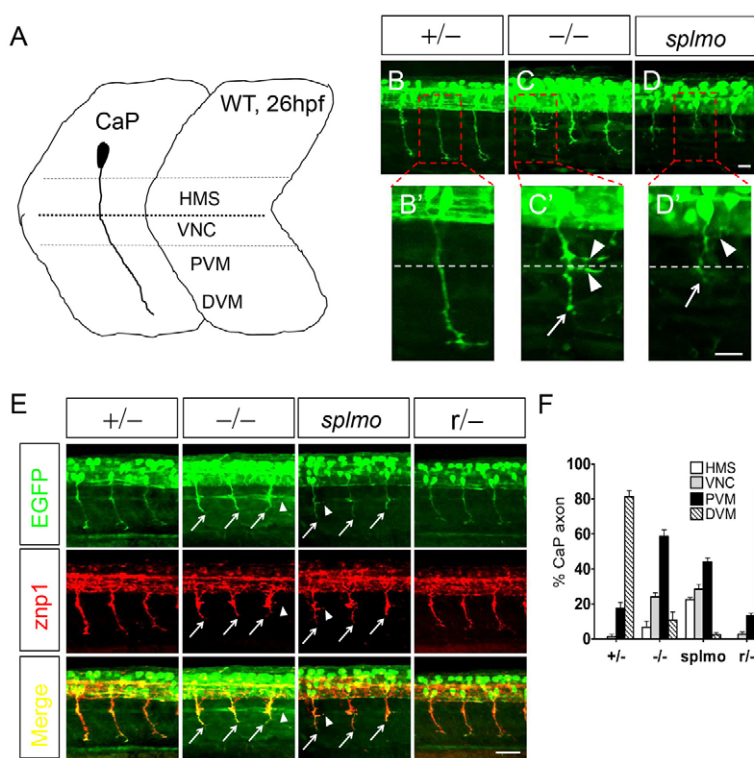 A
WT, 26hpf
CaP
HMS
VNC
PVM
DVM
+/− −/− splmo
B C D
B' C' D'
E
+/− −/− splmo r/−
EGFP
znp1
Merge
F
HMS
VNC
PVM
DVM
% CaP axon
100
80
60
40
20
0
+/- -/- splmo r/-